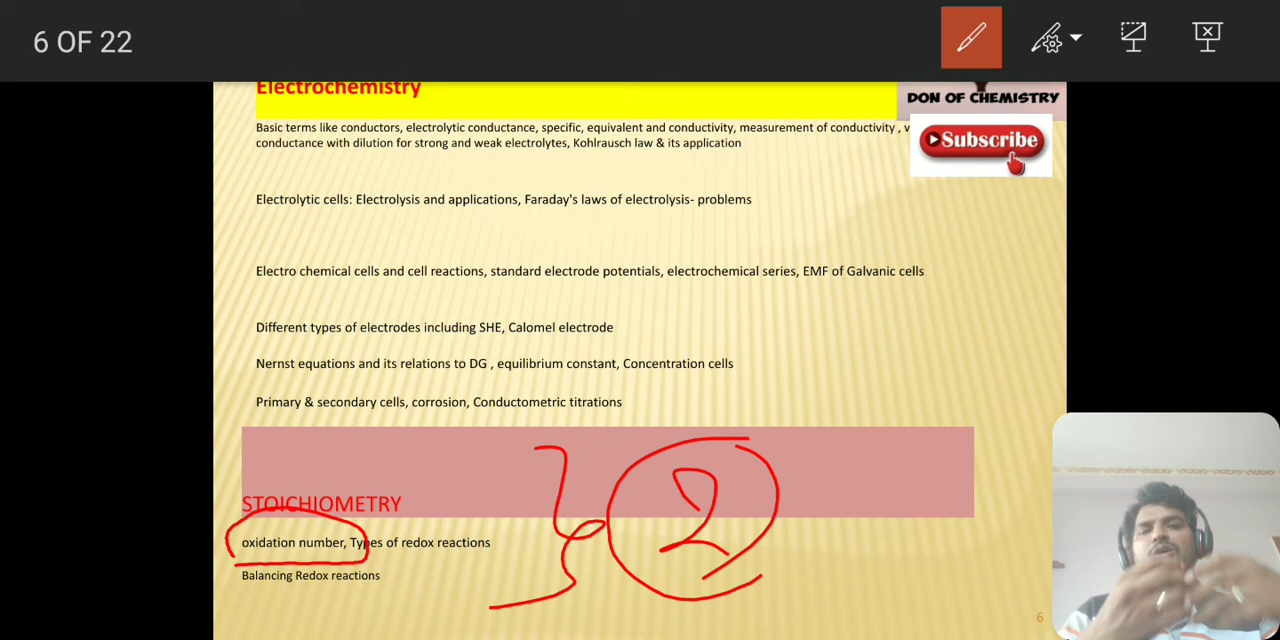 6 OF 22
Electrochemistry
DON OF CHEMISTRY
Basic terms like conductors, electrolytic conductance, specific, equivalent and conductivity, measurement of conductivity ,
conductance with dilution for strong and weak electrolytes, Kohlrausch law & its application
Subscribe
Electrolytic cells: Electrolysis and applications, Faraday's laws of electrolysis- problems
Electro chemical cells and cell reactions, standard electrode potentials, electrochemical series, EMF of Galvanic cells
Different types of electrodes including SHE, Calomel electrode
Nernst equations and its relations to DG , equilibrium constant, Concentration cells
Primary & secondary cells, corrosion, Conductometric titrations
STOICHIOMETRY
2
oxidation number, Types of redox reactions
Balancing Redox reactions
6